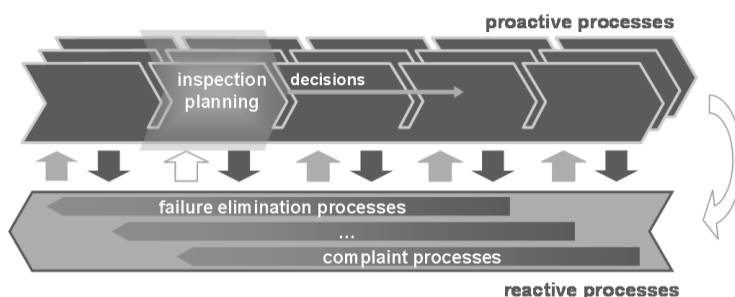 proactive processes
inspection
planning
decisions
failure elimination processes
...
complaint processes
reactive processes